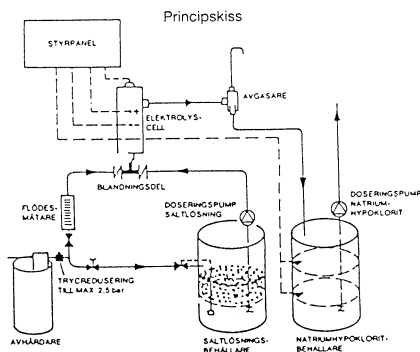 Principskiss
STYRPANEL
AVGASARE
ELEKTROLYS-
CELL
BLANDNINGSDEL
FLÖDES-
MÄTARE
DOSERINGSPUMP
SALTLÖSNING
DOSERINGSPUMP
NATRIUM-
HYPOKLORIT
TRYCREDUSERING
TILL MAX 2,5 bar
AVHÄRDARE
SALTLÖSNINGS-
BEHÅLLARE
NATRIUMHYPOKLORIT-
BEHÅLLARE